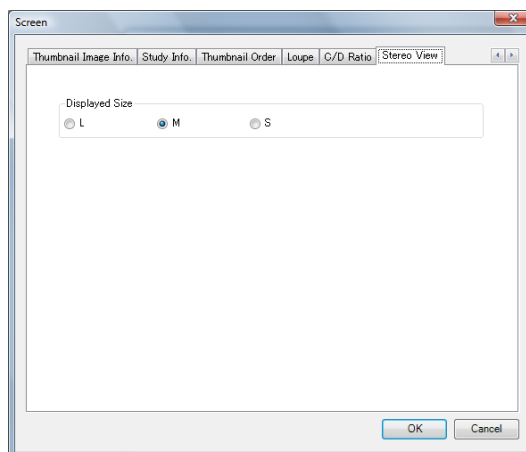 Screen
Thumbnail Image Info. Study Info. Thumbnail Order Loupe C/D Ratio Stereo View
Displayed Size
L M S
OK Cancel